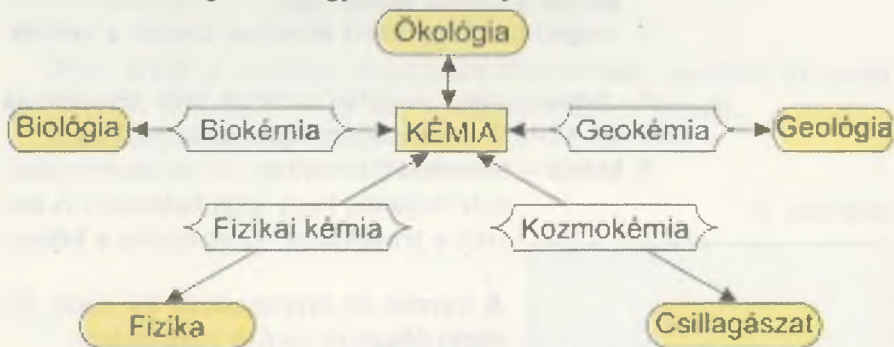 Ökológia
Biológia Biokémia KÉMIA Geokémia Geológia
Fizikai kémia Kozmokémia
Fizika Csillagászat